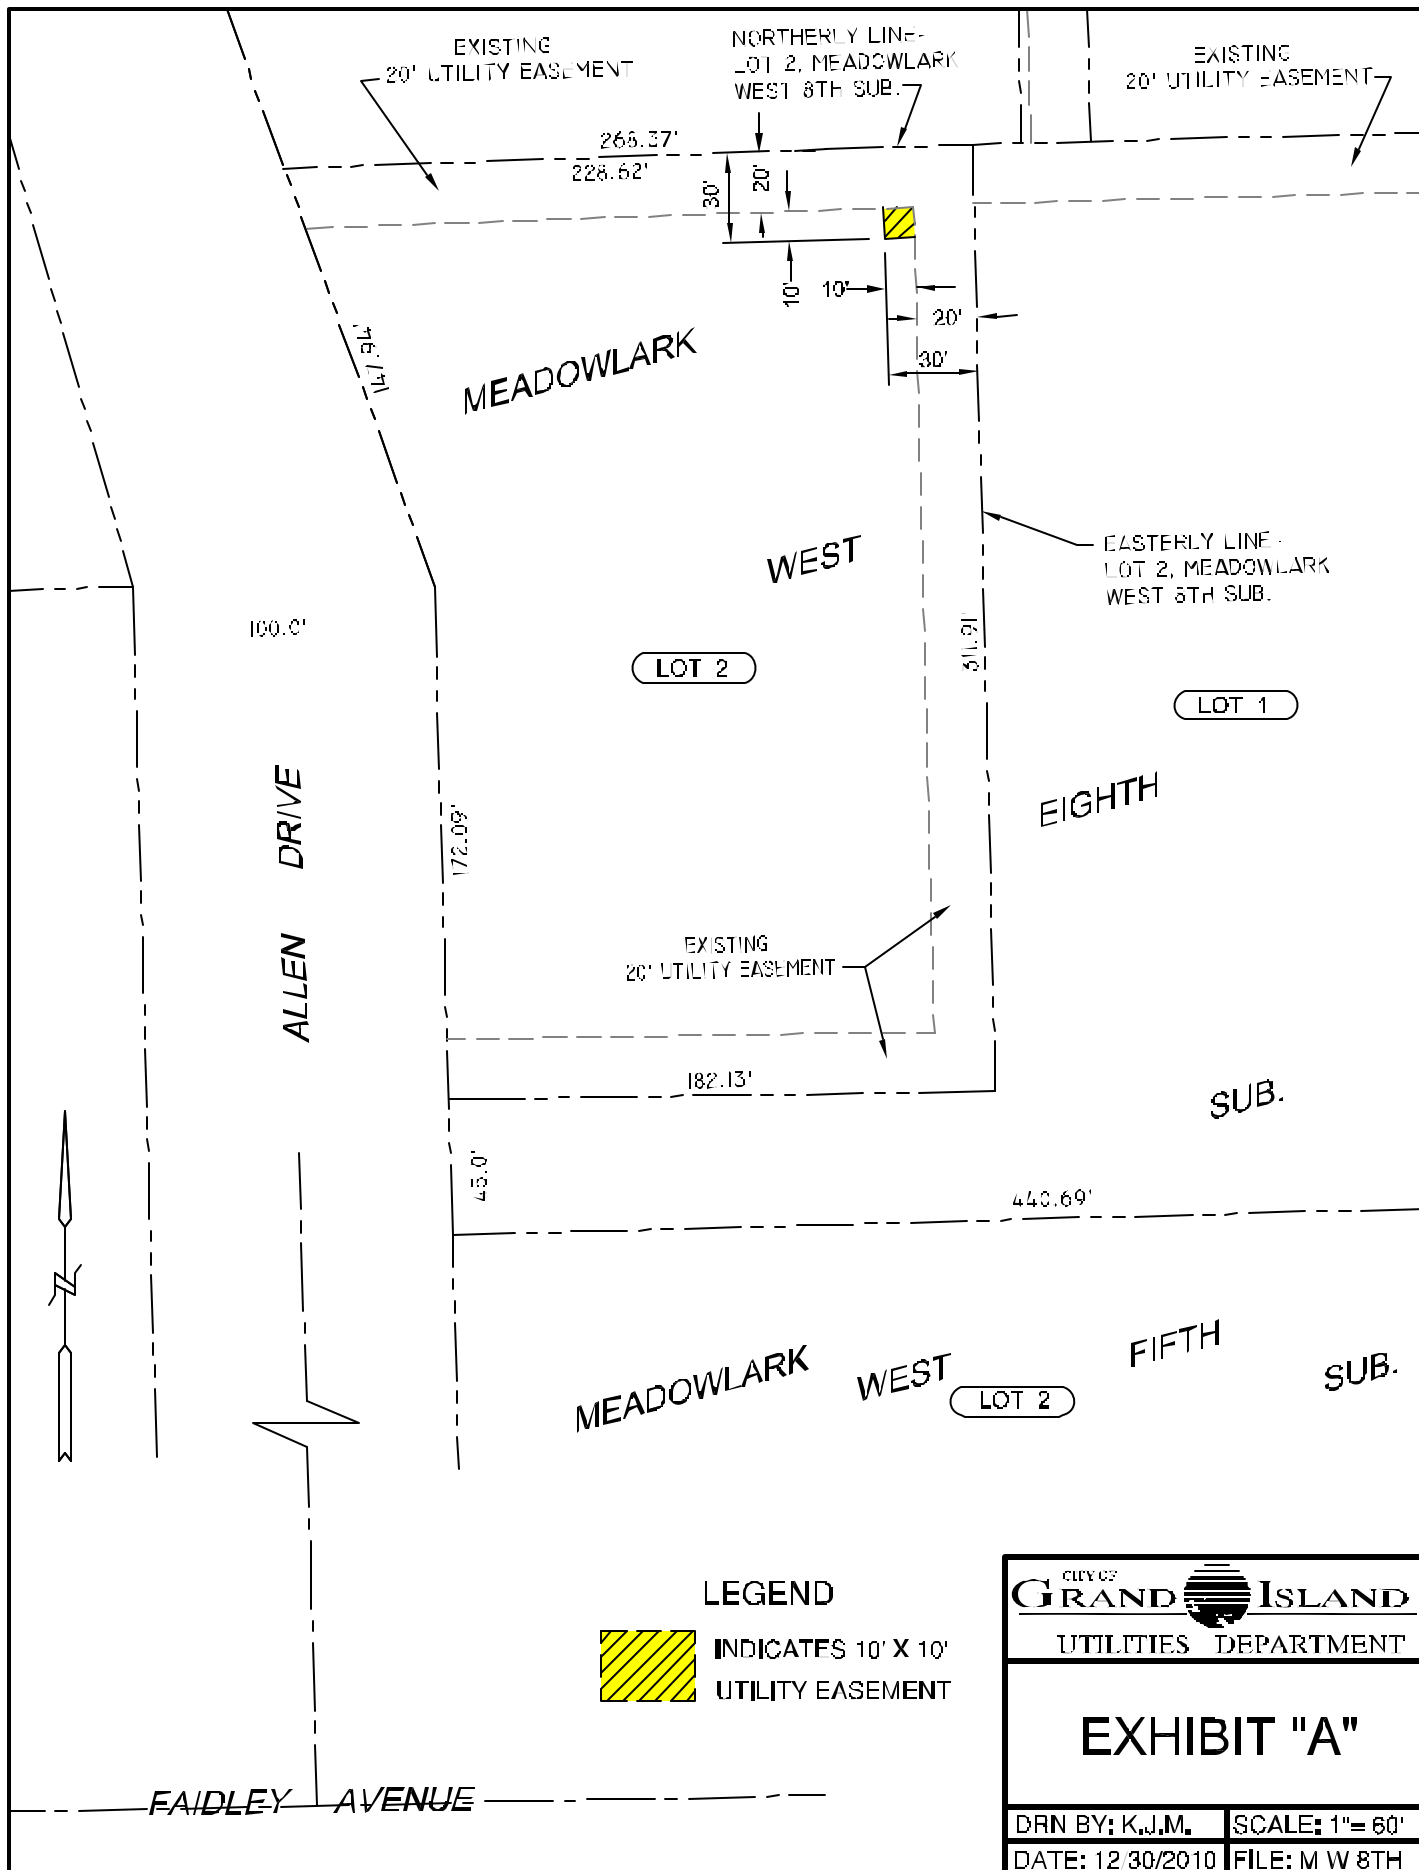 EXISTING
20' UTILITY EASEMENT
NORTHERLY LINE-
LOT 2, MEADOWLARK
WEST 8TH SUB.
EXISTING
20' UTILITY EASEMENT
268.37'
228.62'
30'
20'
10'
10'
20'
30'
147.94'
MEADOWLARK
WEST
EASTERLY LINE-
LOT 2, MEADOWLARK
WEST 8TH SUB.
100.0'
311.91'
LOT 2
LOT 1
EIGHTH
ALLEN DRIVE
172.09'
EXISTING
20' UTILITY EASEMENT
182.13'
SUB.
45.0'
440.69'
N
MEADOWLARK
WEST
FIFTH
SUB.
LOT 2
LEGEND
INDICATES 10' X 10'
UTILITY EASEMENT
CITY OF
GRAND ISLAND
UTILITIES DEPARTMENT
EXHIBIT "A"
DRN BY: K.J.M.
SCALE: 1"= 60'
DATE: 12/30/2010
FILE: M W 8TH
FAIDLEY AVENUE